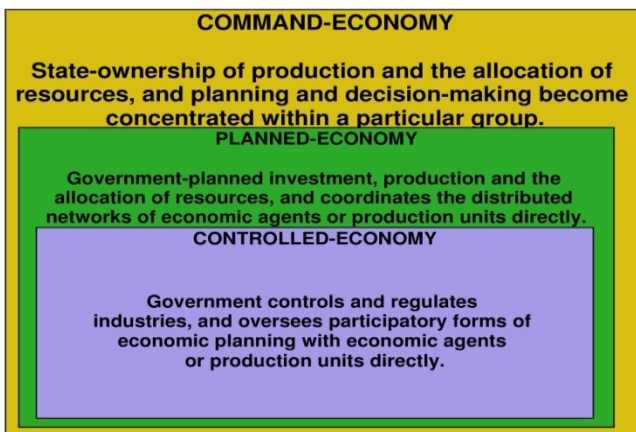 COMMAND-ECONOMY
State-ownership of production and the allocation of
resources, and planning and decision-making become
concentrated within a particular group.
PLANNED-ECONOMY
Government-planned investment, production and the
allocation of resources, and coordinates the distributed
networks of economic agents or production units directly.
CONTROLLED-ECONOMY
Government controls and regulates
industries, and oversees participatory forms of
economic planning with economic agents
or production units directly.